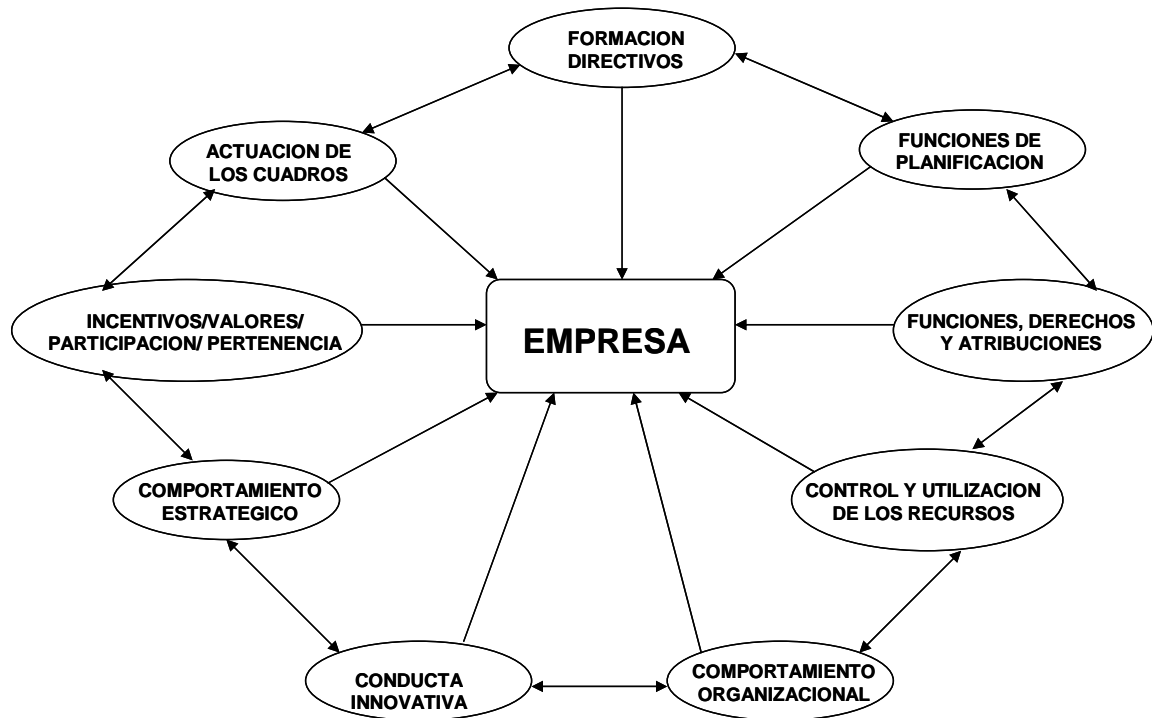 FORMACION
DIRECTIVOS
ACTUACION DE
LOS CUADROS
FUNCIONES DE
PLANIFICACION
INCENTIVOS/VALORES/
PARTICIPACION/ PERTENENCIA
EMPRESA
FUNCIONES, DERECHOS
Y ATRIBUCIONES
COMPORTAMIENTO
ESTRATEGICO
CONTROL Y UTILIZACION
DE LOS RECURSOS
CONDUCTA
INNOVATIVA
COMPORTAMIENTO
ORGANIZACIONAL